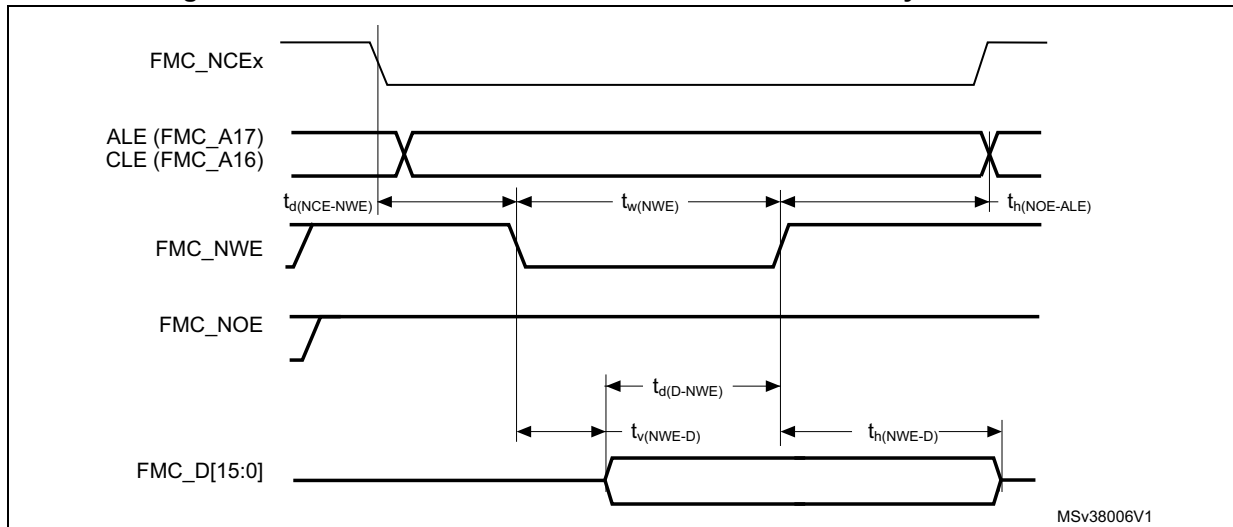 FMC_NCEx
ALE (FMC_A17)
CLE (FMC_A16)
td(NCE-NWE)
tw(NWE)
th(NOE-ALE)
FMC_NWE
FMC_NOE
td(D-NWE)
tv(NWE-D)
th(NWE-D)
FMC_D[15:0]
MSv38006V1